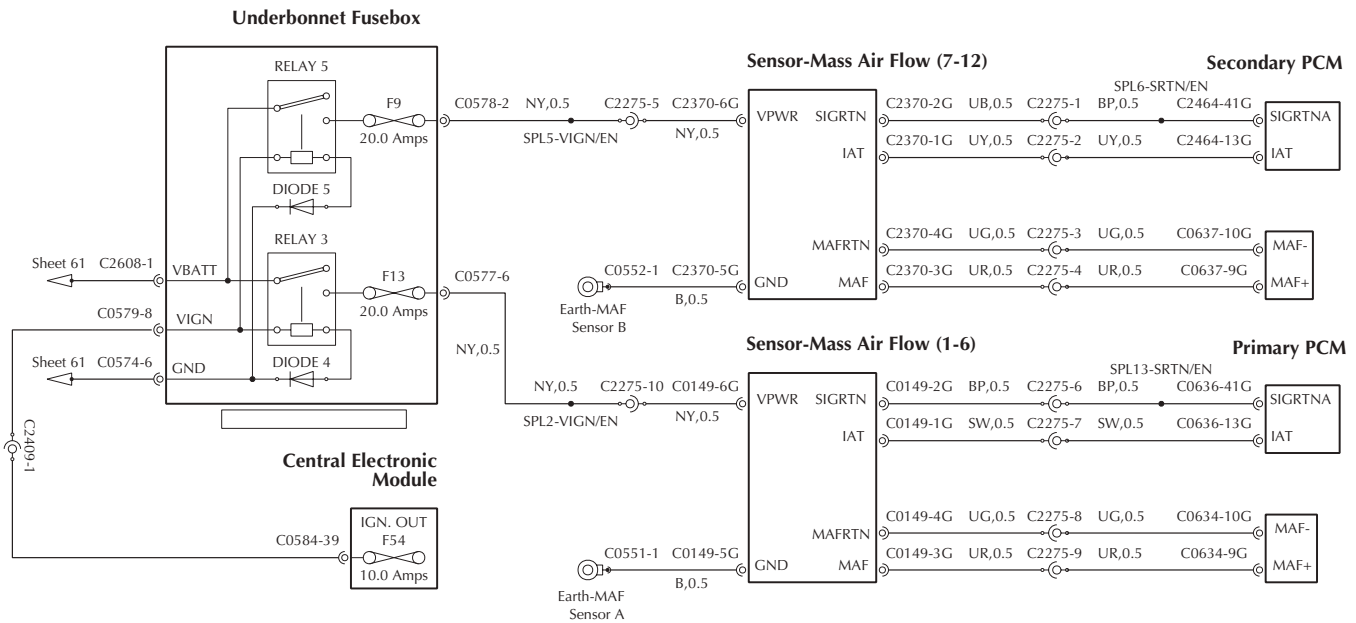 Underbonnet Fusebox
RELAY 5
F9
20.0 Amps
DIODE 5
RELAY 3
F13
20.0 Amps
DIODE 4
VBATT
VIGN
GND
Sheet 61 C2608-1
C0579-8
Sheet 61 C0574-6
C2409-1
Central Electronic
Module
IGN. OUT
F54
10.0 Amps
C0584-39
C0578-2 NY,0.5 C2275-5 C2370-6G
SPL5-VIGN/EN NY,0.5
C0577-6
NY,0.5
NY,0.5 C2275-10 C0149-6G
SPL2-VIGN/EN NY,0.5
Sensor-Mass Air Flow (7-12)
VPWR SIGRTN
IAT
MAFRTN
GND MAF
C0552-1 C2370-5G
B,0.5
Earth-MAF
Sensor B
Secondary PCM
SPL6-SRTN/EN
C2370-2G UB,0.5 C2275-1 BP,0.5 C2464-41G
SIGRTNA
C2370-1G UY,0.5 C2275-2 UY,0.5 C2464-13G
IAT
C2370-4G UG,0.5 C2275-3 UG,0.5 C0637-10G
MAF-
C2370-3G UR,0.5 C2275-4 UR,0.5 C0637-9G
MAF+
Sensor-Mass Air Flow (1-6)
VPWR SIGRTN
IAT
MAFRTN
GND MAF
C0551-1 C0149-5G
B,0.5
Earth-MAF
Sensor A
Primary PCM
SPL13-SRTN/EN
C0149-2G BP,0.5 C2275-6 BP,0.5 C0636-41G
SIGRTNA
C0149-1G SW,0.5 C2275-7 SW,0.5 C0636-13G
IAT
C0149-4G UG,0.5 C2275-8 UG,0.5 C0634-10G
MAF-
C0149-3G UR,0.5 C2275-9 UR,0.5 C0634-9G
MAF+